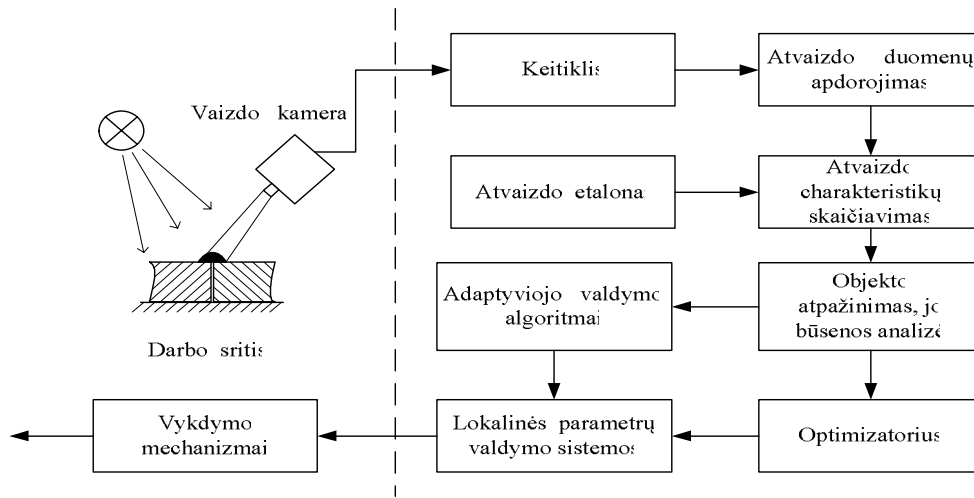 Vaizdo kamera
Darbo sritis
Keitiklis
Atvaizdo duomenų
apdorojimas
Atvaizdo etalonai
Atvaizdo
charakteristikų
skaičiavimas
Adaptyviojo valdymo
algoritmai
Objekto
atpažinimas, jo
būsenos analizė
Vykdymo
mechanizmai
Lokalinės parametrų
valdymo sistemos
Optimizatorius